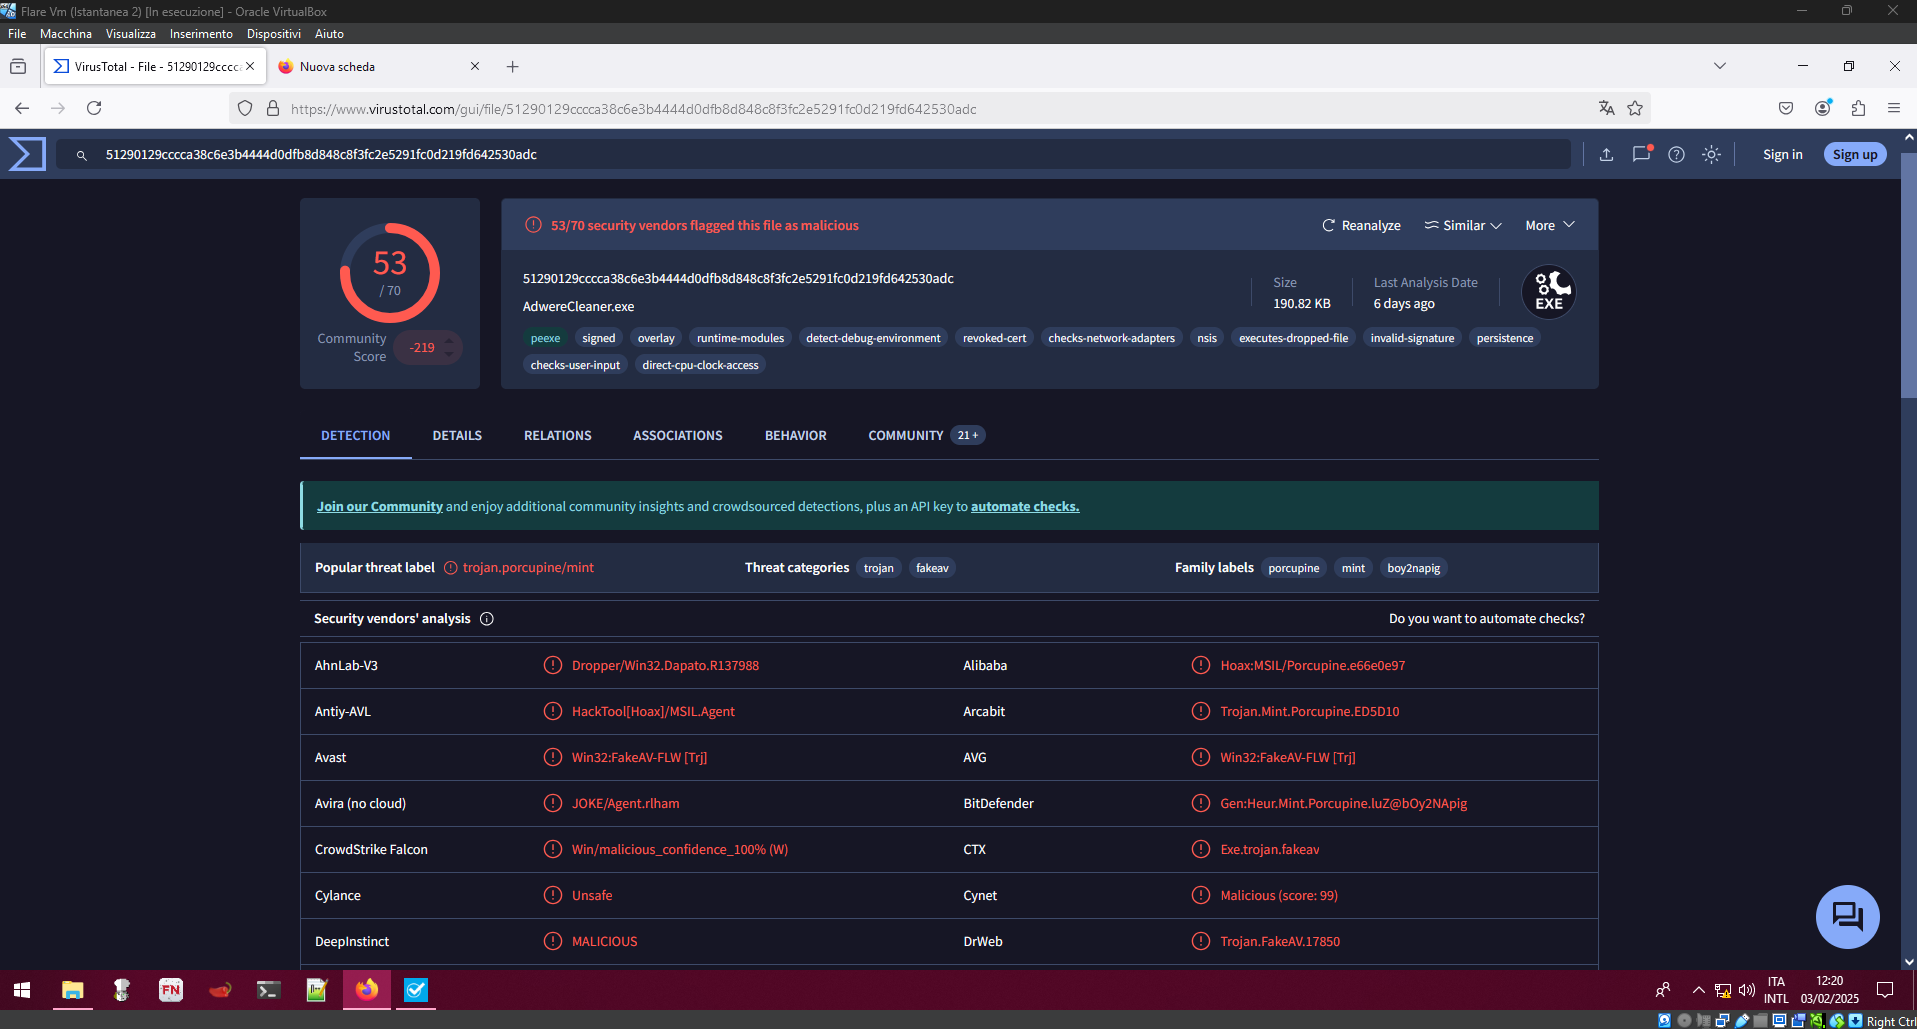 Flare Vm (Istantanea 2) [In esecuzione] - Oracle VirtualBox
File Macchina Visualizza Inserimento Dispositivi Aiuto
VirusTotal - File - 51290129cccc
Nuova scheda
https://www.virustotal.com/gui/file/51290129cccca38c6e3b4444d0dfb8d848c8f3fc2e5291fc0d219fd642530adc
51290129cccca38c6e3b4444d0dfb8d848c8f3fc2e5291fc0d219fd642530adc
Sign in
Sign up
53
/ 70
Community Score
-219
53/70 security vendors flagged this file as malicious
Reanalyze
Similar
More
51290129cccca38c6e3b4444d0dfb8d848c8f3fc2e5291fc0d219fd642530adc
AdwereCleaner.exe
Size
190.82 KB
Last Analysis Date
6 days ago
EXE
peexe signed overlay runtime-modules detect-debug-environment revoked-cert checks-network-adapters nsis executes-dropped-file invalid-signature persistence
checks-user-input direct-cpu-clock-access
DETECTION DETAILS RELATIONS ASSOCIATIONS BEHAVIOR COMMUNITY 21+
Join our Community and enjoy additional community insights and crowdsourced detections, plus an API key to automate checks.
Popular threat label trojan.porcupine/mint Threat categories trojan fakeav Family labels porcupine mint boy2napig
Security vendors' analysis
Do you want to automate checks?
AhnLab-V3 Dropper/Win32.Dapato.R137988 Alibaba Hoax:MSIL/Porcupine.e66e0e97
Antiy-AVL HackTool[Hoax]/MSIL.Agent Arcabit Trojan.Mint.Porcupine.ED5D10
Avast Win32:FakeAV-FLW [Trj] AVG Win32:FakeAV-FLW [Trj]
Avira (no cloud) JOKE/Agent.rlham BitDefender Gen:Heur.Mint.Porcupine.luZ@bOy2NApig
CrowdStrike Falcon Win/malicious_confidence_100% (W) CTX Exe.trojan.fakeav
Cylance Unsafe Cynet Malicious (score: 99)
DeepInstinct MALICIOUS DrWeb Trojan.FakeAV.17850
FN
ITA
INTL
12:20
03/02/2025
Right Ctrl